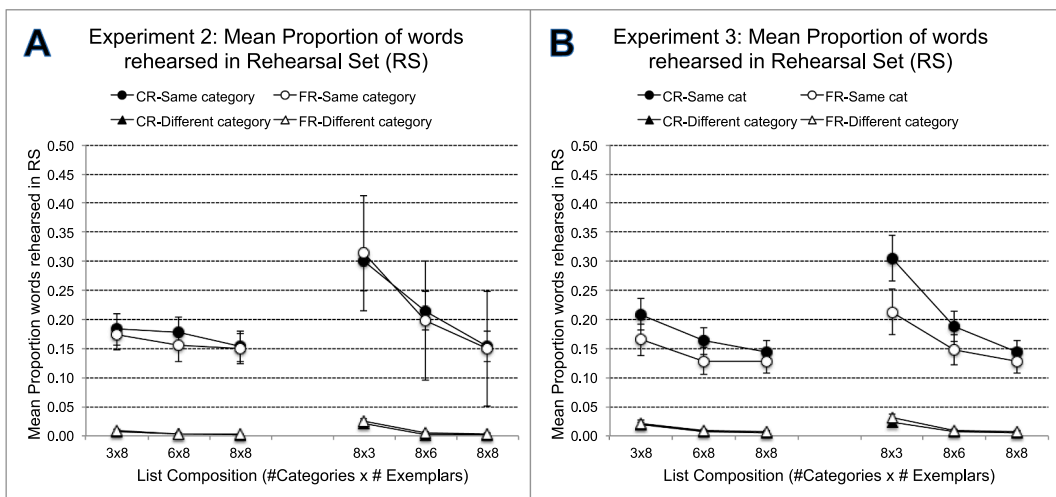 A
Experiment 2: Mean Proportion of words
rehearsed in Rehearsal Set (RS)
CR-Same category
FR-Same category
CR-Different category
FR-Different category
Mean Proportion words rehearsed in RS
0.50
0.45
0.40
0.35
0.30
0.25
0.20
0.15
0.10
0.05
0.00
3x8 6x8 8x8 8x3 8x6 8x8
List Composition (#Categories x # Exemplars)
B
Experiment 3: Mean Proportion of words
rehearsed in Rehearsal Set (RS)
CR-Same cat
FR-Same cat
CR-Different category
FR-Different category
Mean Proportion words rehearsed in RS
0.50
0.45
0.40
0.35
0.30
0.25
0.20
0.15
0.10
0.05
0.00
3x8 6x8 8x8 8x3 8x6 8x8
List Composition (#Categories x # Exemplars)